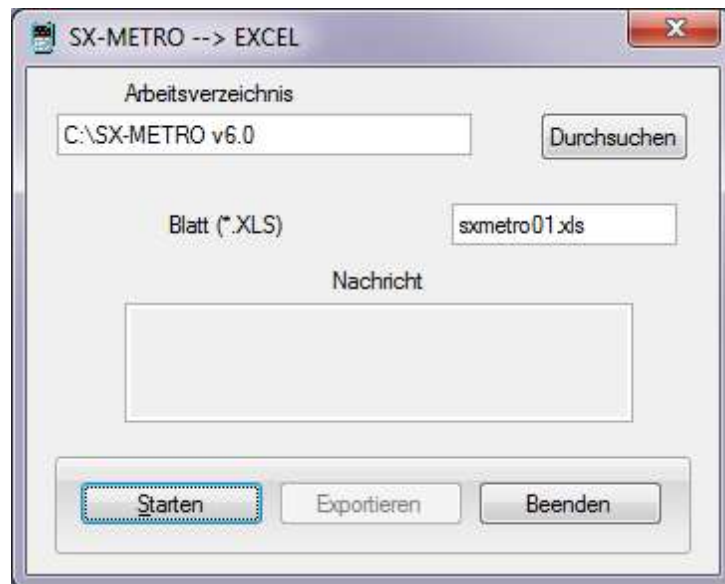 SX-METRO --> EXCEL
Arbeitsverzeichnis
C:\SX-METRO v6.0
Durchsuchen
Blatt (*.XLS)
sxmetro01.xls
Nachricht
Starten
Exportieren
Beenden